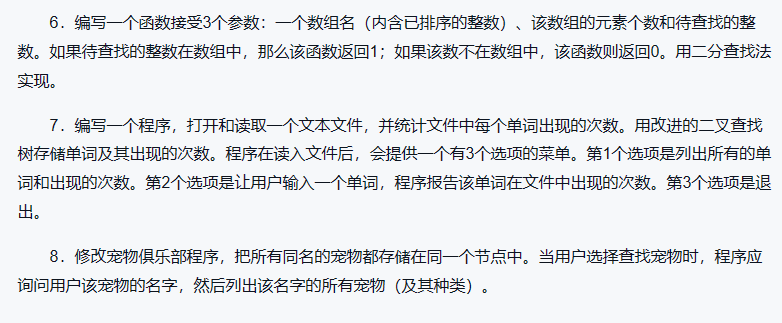 6．编写一个函数接受3个参数：一个数组名（内含已排序的整数）、该数组的元素个数和待查找的整
数。如果待查找的整数在数组中，那么该函数返回1；如果该数不在数组中，该函数则返回0。用二分查找法
实现。
7．编写一个程序，打开和读取一个文本文件，并统计文件中每个单词出现的次数。用改进的二叉查找
树存储单词及其出现的次数。程序在读入文件后，会提供一个有3个选项的菜单。第1个选项是列出所有的单
词和出现的次数。第2个选项是让用户输入一个单词，程序报告该单词在文件中出现的次数。第3个选项是退
出。
8．修改宠物俱乐部程序，把所有同名的宠物都存储在同一个节点中。当用户选择查找宠物时，程序应
询问用户该宠物的名字，然后列出该名字的所有宠物（及其种类）。